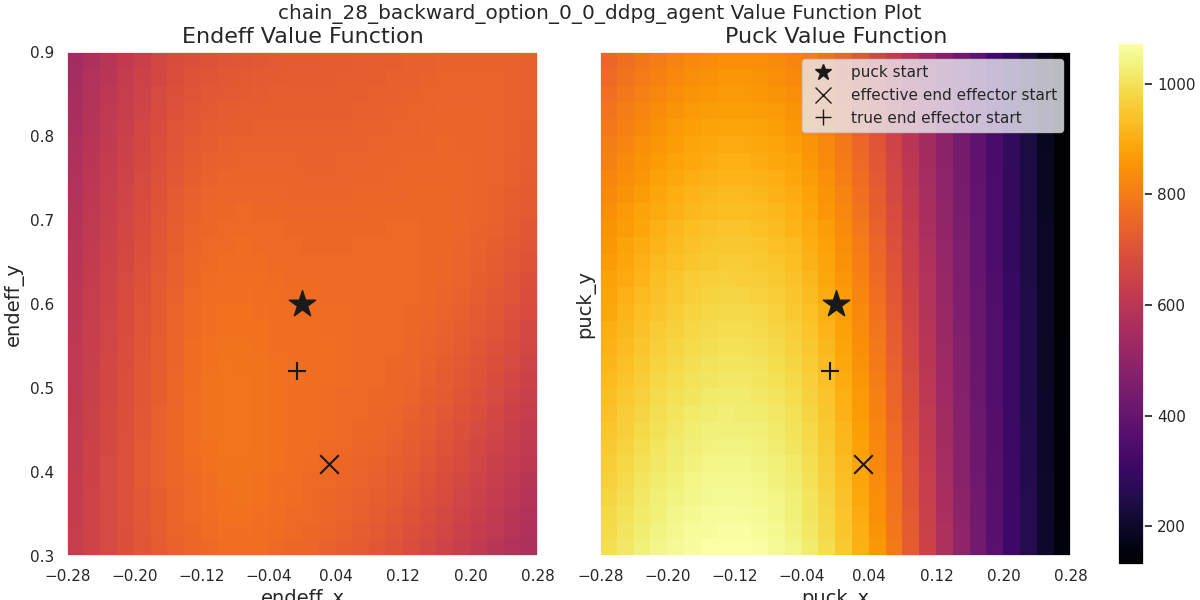 chain_28_backward_option_0_0_ddpg_agent Value Function Plot
Endeff Value Function
Puck Value Function
puck start
effective end effector start
true end effector start
0.9
0.8
0.7
0.6
0.5
0.4
0.3
endeff_y
−0.28
−0.20
−0.12
−0.04
0.04
0.12
0.20
0.28
endeff_x
puck_y
−0.28
−0.20
−0.12
−0.04
0.04
0.12
0.20
0.28
puck_x
1000
800
600
400
200